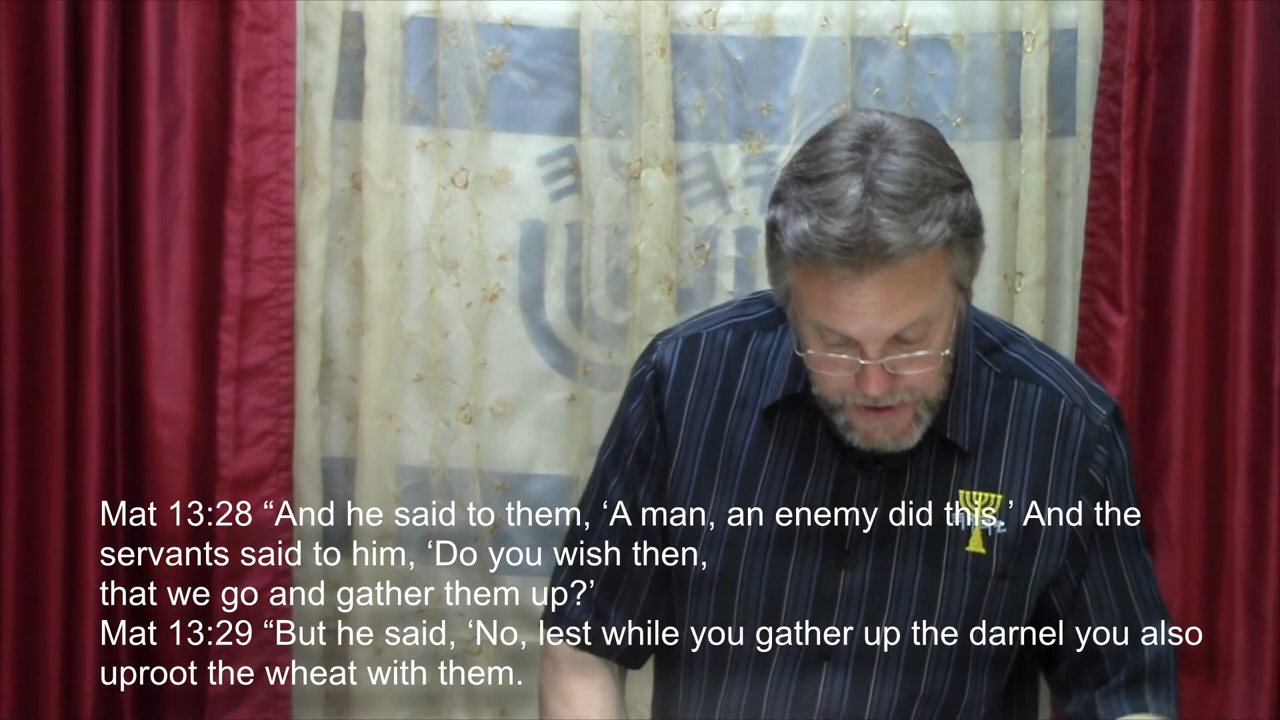 Mat 13:28 “And he said to them, ‘A man, an enemy did this.’ And the
servants said to him, ‘Do you wish then,
that we go and gather them up?’
Mat 13:29 “But he said, ‘No, lest while you gather up the darnel you also
uproot the wheat with them.